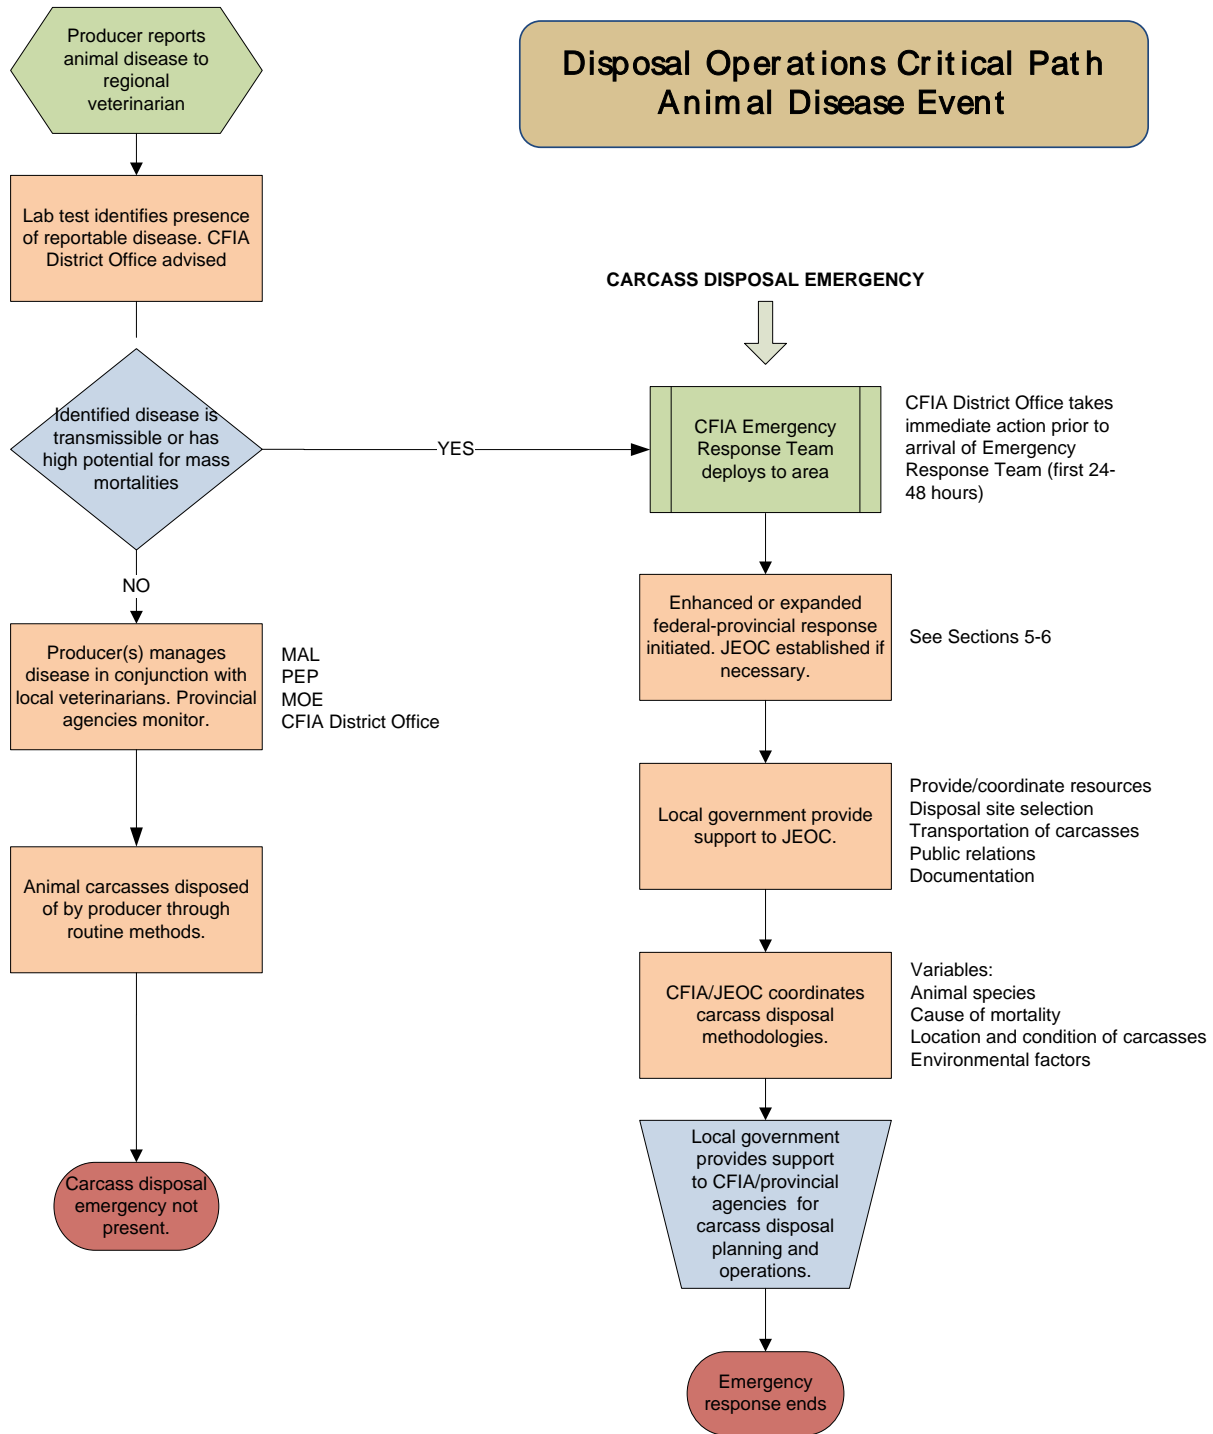 Producer reports
animal disease to
regional
veterinarian
Disposal Operations Critical Path
Animal Disease Event
Lab test identifies presence
of reportable disease. CFIA
District Office advised
CARCASS DISPOSAL EMERGENCY
Identified disease is
transmissible or has
high potential for mass
mortalities
YES
CFIA Emergency
Response Team
deploys to area
CFIA District Office takes
immediate action prior to
arrival of Emergency
Response Team (first 24-
48 hours)
NO
Enhanced or expanded
federal-provincial response
initiated. JEOC established if
necessary.
See Sections 5-6
Producer(s) manages
disease in conjunction with
local veterinarians. Provincial
agencies monitor.
MAL
PEP
MOE
CFIA District Office
Local government provide
support to JEOC.
Provide/coordinate resources
Disposal site selection
Transportation of carcasses
Public relations
Documentation
Animal carcasses disposed
of by producer through
routine methods.
CFIA/JEOC coordinates
carcass disposal
methodologies.
Variables:
Animal species
Cause of mortality
Location and condition of carcasses
Environmental factors
Local government
provides support
to CFIA/provincial
agencies for
carcass disposal
planning and
operations.
Carcass disposal
emergency not
present.
Emergency
response ends